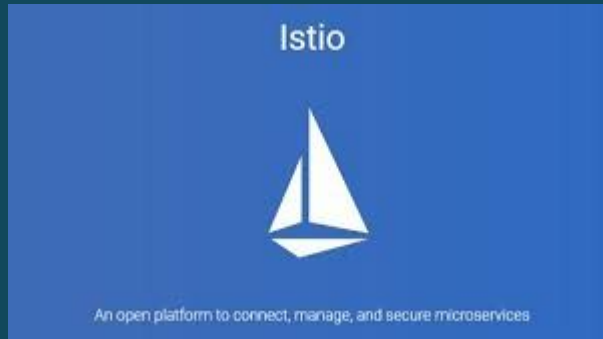 Istio
An open platform to connect, manage, and secure microservices